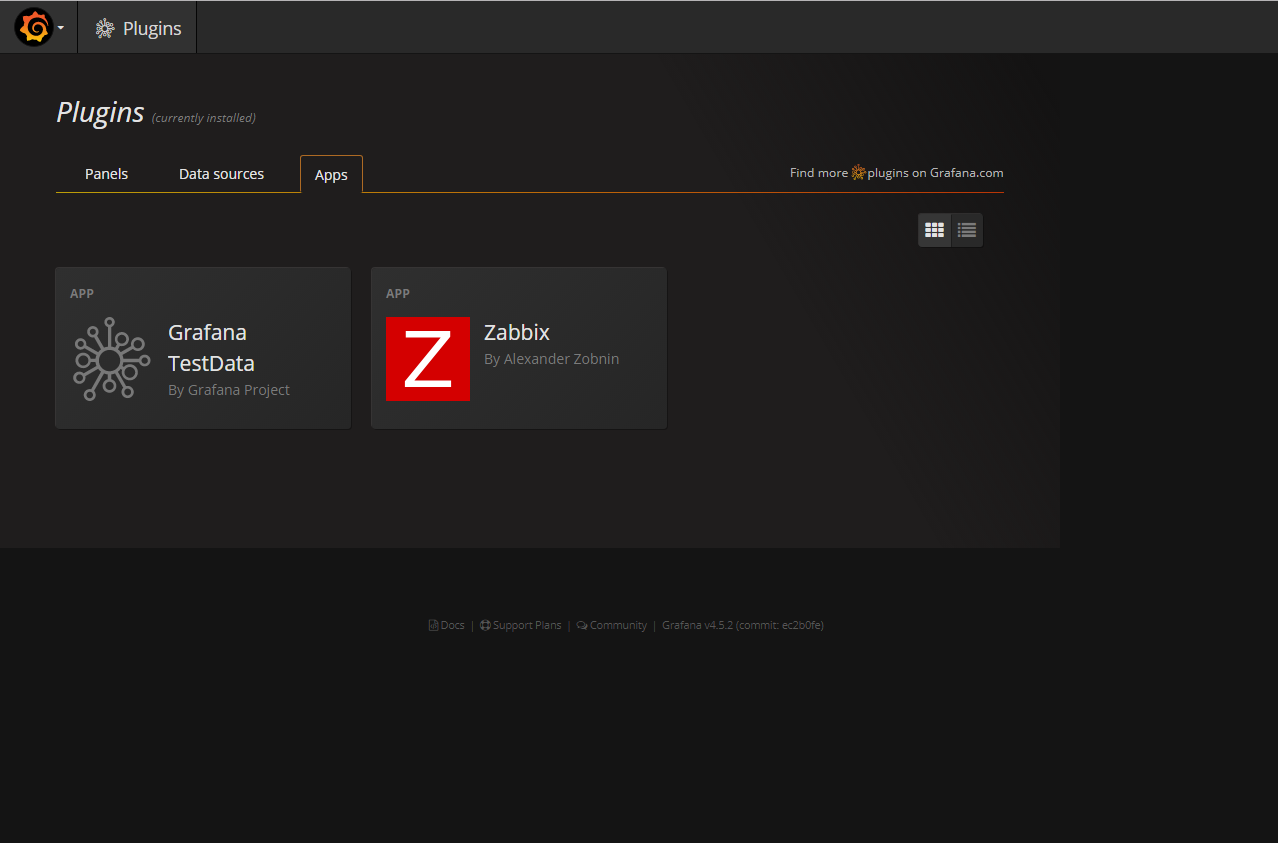 Plugins
Plugins (currently installed)
Panels Data sources Apps Find more plugins on Grafana.com
APP
Grafana
TestData
By Grafana Project
APP
Z
Zabbix
By Alexander Zobnin
Docs | Support Plans | Community | Grafana v4.5.2 (commit: ec2b0fe)